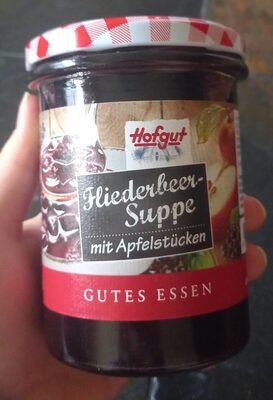 Hofgut
Fliederbeer-
Suppe
mit Apfelstücken
GUTES ESSEN